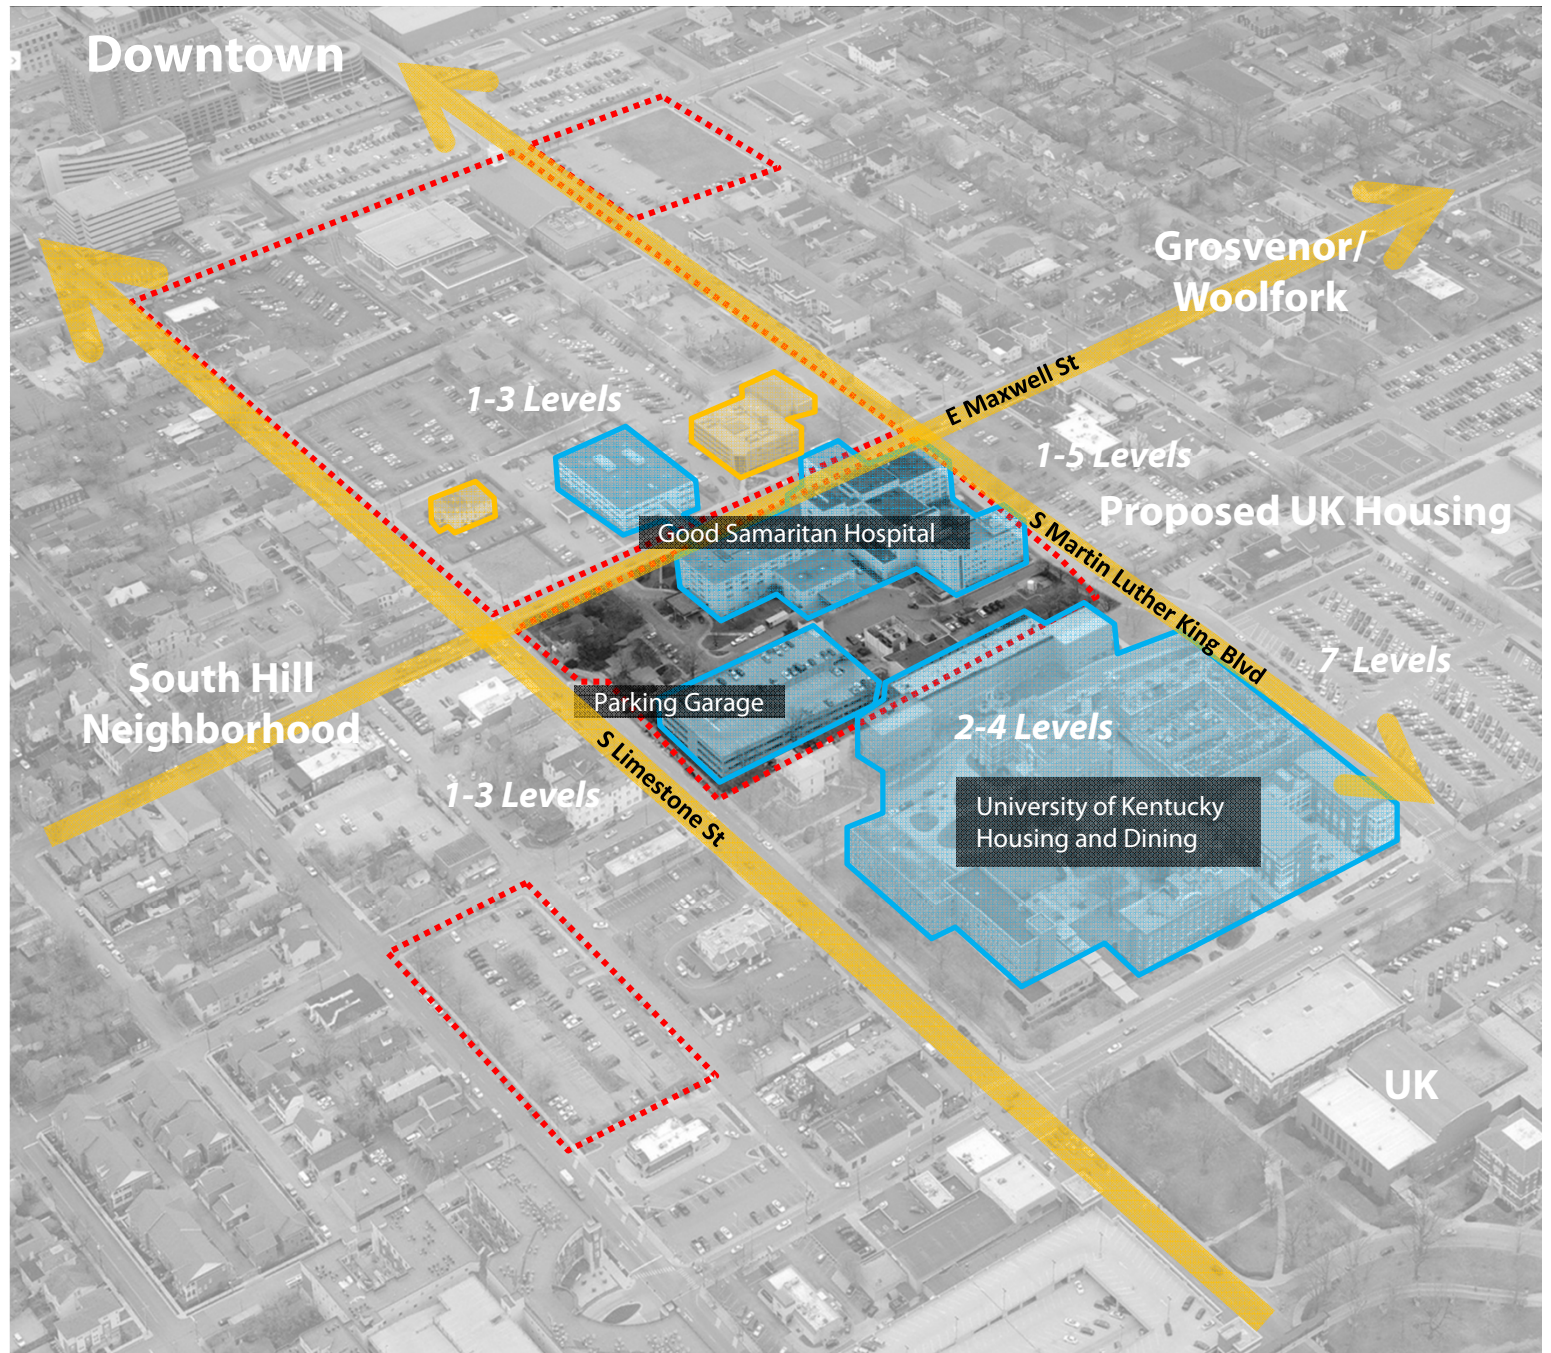 Downtown
Grosvenor/
Woolfork
E Maxwell St
1-3 Levels
1-5 Levels
Proposed UK Housing
Good Samaritan Hospital
S Martin Luther King Blvd
7 Levels
South Hill
Neighborhood
Parking Garage
2-4 Levels
S Limestone St
1-3 Levels
University of Kentucky
Housing and Dining
UK